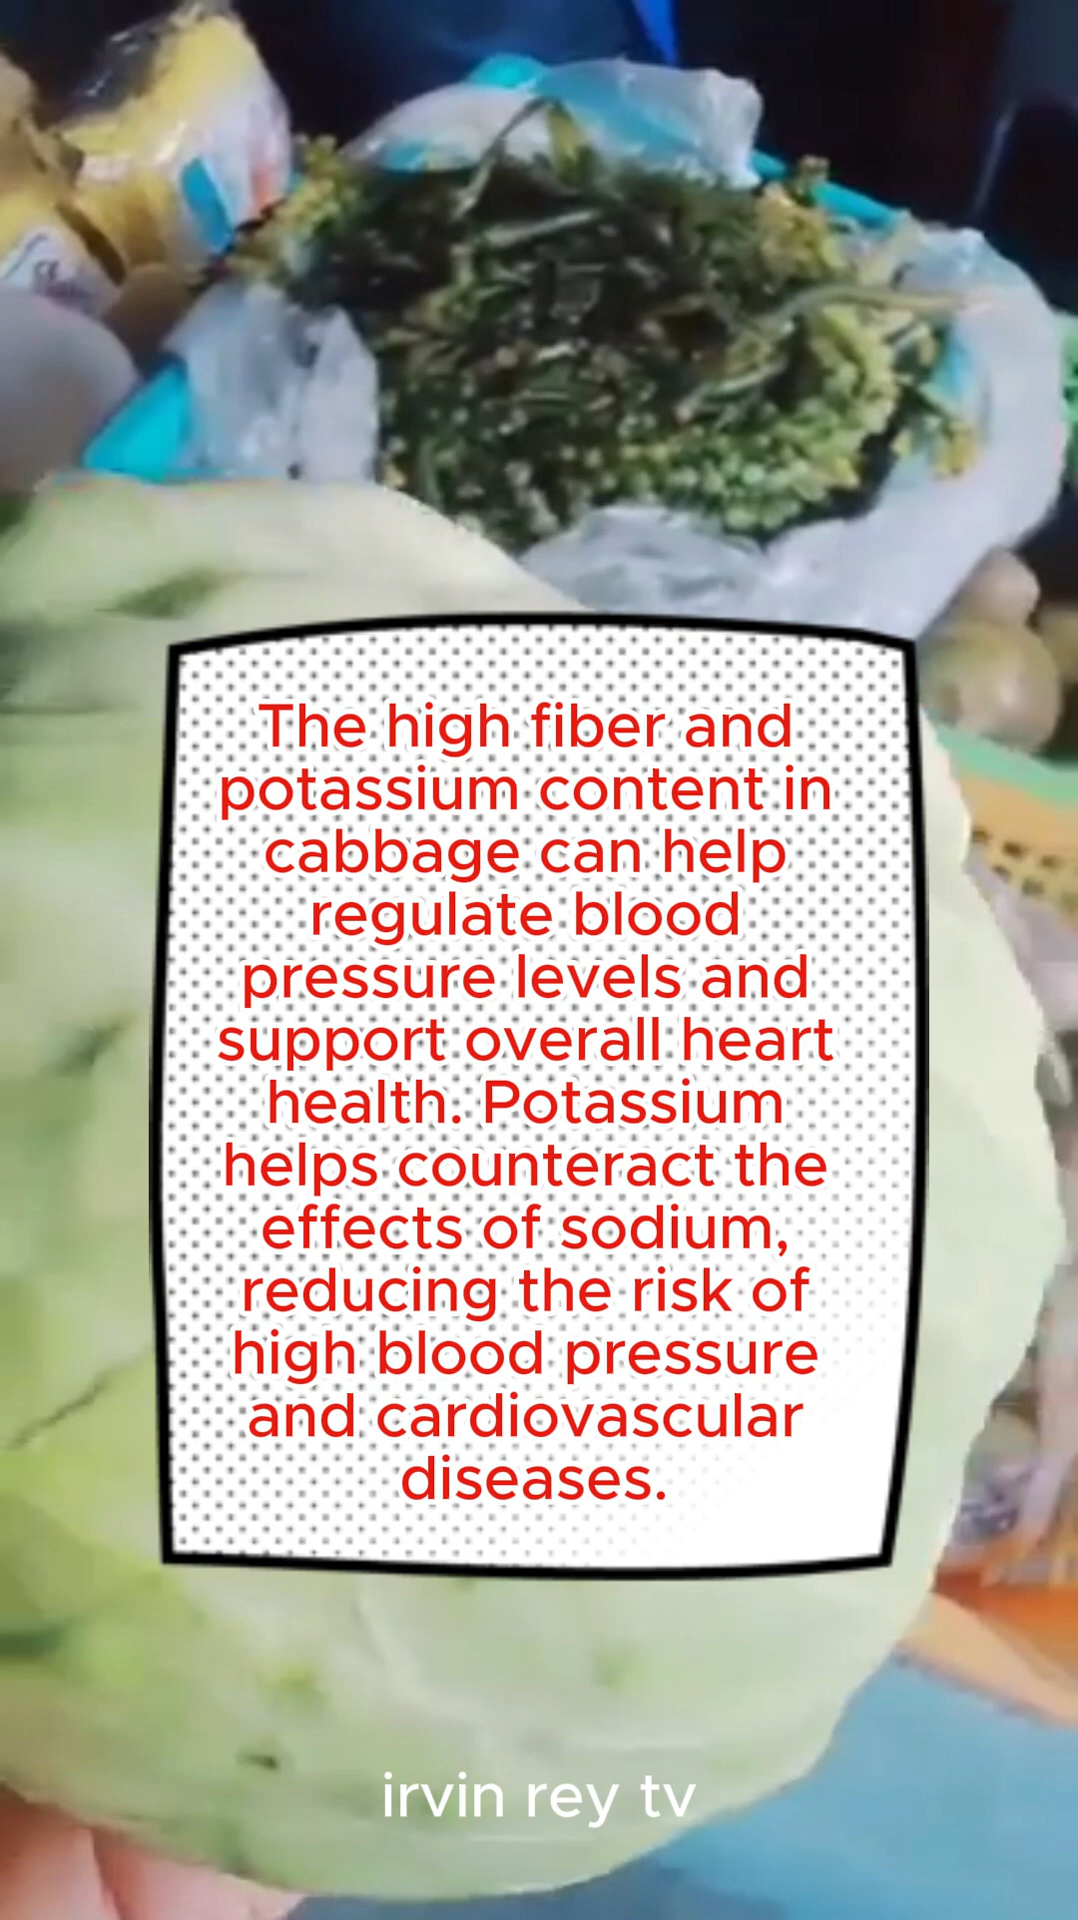 The high fiber and
potassium content in
cabbage can help
regulate blood
pressure levels and
support overall heart
health. Potassium
helps counteract the
effects of sodium,
reducing the risk of
high blood pressure
and cardiovascular
diseases.
irvin rey tv